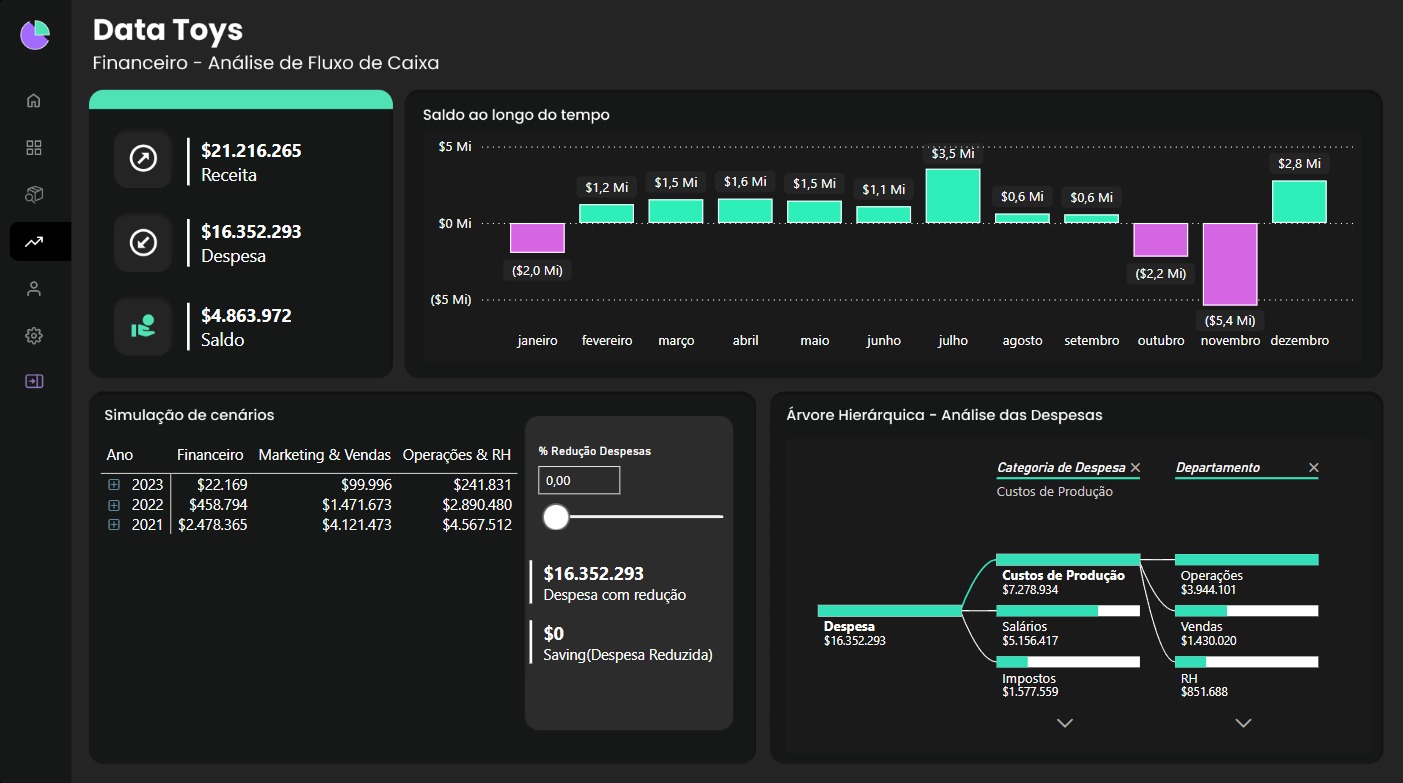 Data Toys
Financeiro - Análise de Fluxo de Caixa
$21.216.265
Receita
$16.352.293
Despesa
$4.863.972
Saldo
Saldo ao longo do tempo
$5 Mi
$0 Mi
($5 Mi)
($2,0 Mi)
$1,2 Mi
$1,5 Mi
$1,6 Mi
$1,5 Mi
$1,1 Mi
$3,5 Mi
$0,6 Mi
$0,6 Mi
($2,2 Mi)
($5,4 Mi)
$2,8 Mi
janeiro fevereiro março abril maio junho julho agosto setembro outubro novembro dezembro
Simulação de cenários
Ano Financeiro Marketing & Vendas Operações & RH
2023 $22.169 $99.996 $241.831
2022 $458.794 $1.471.673 $2.890.480
2021 $2.478.365 $4.121.473 $4.567.512
% Redução Despesas
0,00
$16.352.293
Despesa com redução
$0
Saving(Despesa Reduzida)
Árvore Hierárquica - Análise das Despesas
Categoria de Despesa
Custos de Produção
Departamento
Despesa
$16.352.293
Custos de Produção
$7.278.934
Salários
$5.156.417
Impostos
$1.577.559
Operações
$3.944.101
Vendas
$1.430.020
RH
$851.688